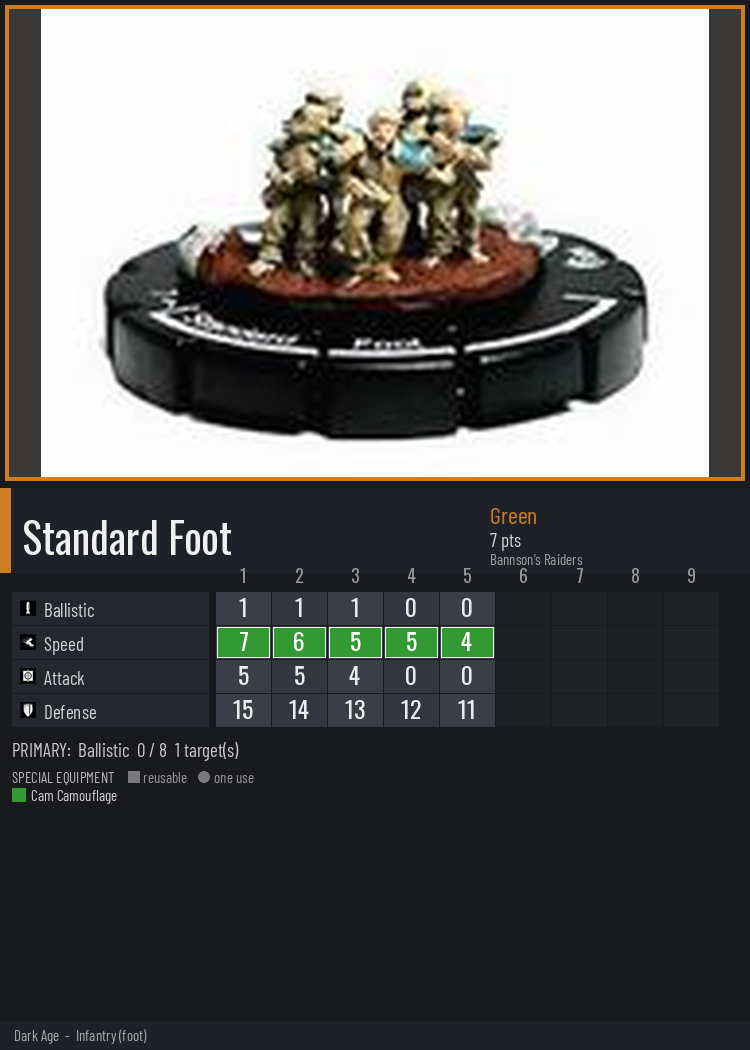 Standard Foot
Standard Foot
Green
7 pts
Bannson's Raiders
1 2 3 4 5 6 7 8 9
Ballistic 1 1 1 0 0
Speed 7 6 5 5 4
Attack 5 5 4 0 0
Defense 15 14 13 12 11
PRIMARY: Ballistic 0 / 8 1 target(s)
SPECIAL EQUIPMENT reusable one use
Cam Camouflage
Dark Age - Infantry (foot)